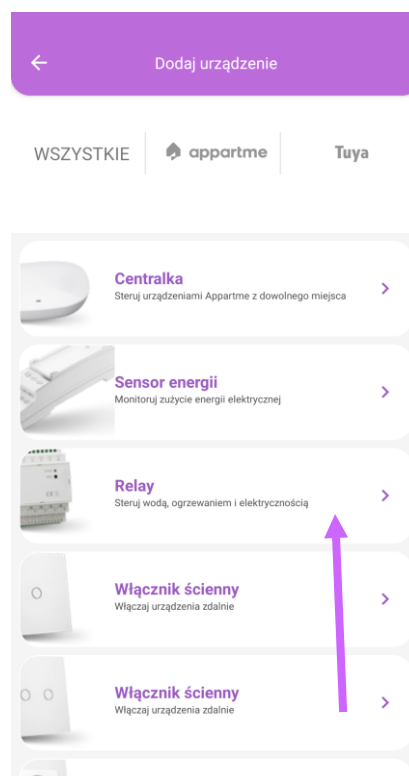 Dodaj urządzenie
WSZYSTKIE appartme Tuya
Centralka
Steruj urządzeniami Appartme z dowolnego miejsca
Sensor energii
Monitoruj zużycie energii elektrycznej
Relay
Steruj wodą, ogrzewaniem i elektrycznością
Włącznik ścienny
Włączaj urządzenia zdalnie
Włącznik ścienny
Włączaj urządzenia zdalnie